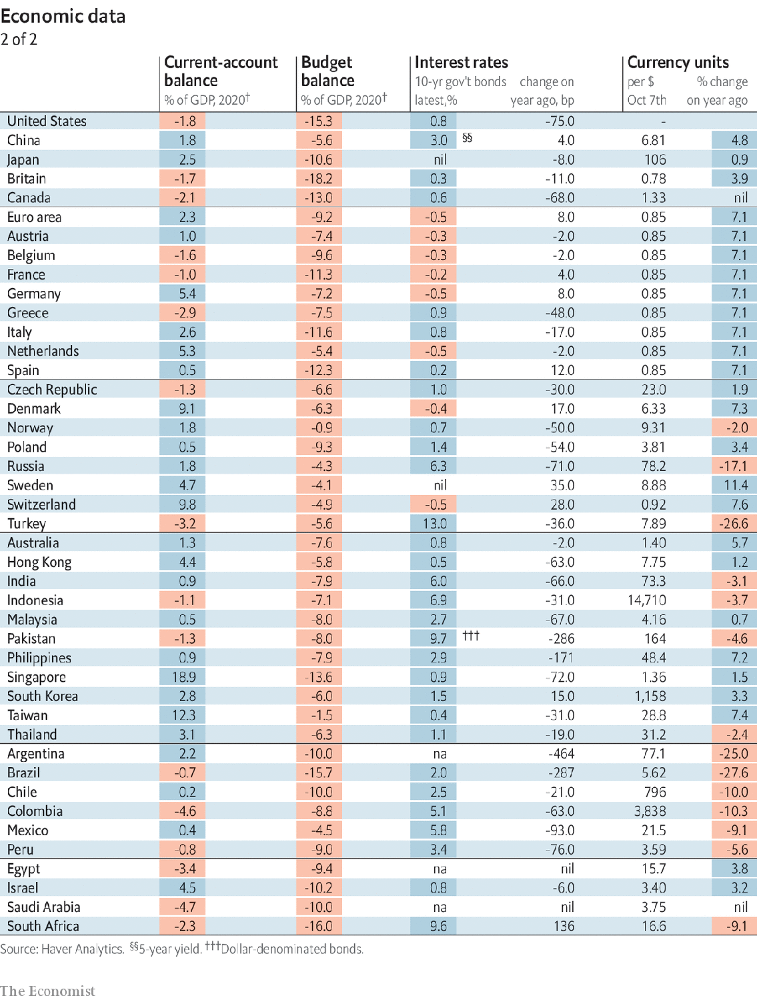 Economic data
2 of 2
Current-account balance Budget balance Interest rates Currency units
% of GDP, 2020† % of GDP, 2020† 10-yr gov't bonds latest,% change on year ago, bp per $ Oct 7th % change on year ago
United States -1.8 -15.3 0.8 -75.0 -
China 1.8 -5.6 3.0 §§ 4.0 6.81 4.8
Japan 2.5 -10.6 nil -8.0 106 0.9
Britain -1.7 -18.2 0.3 -11.0 0.78 3.9
Canada -2.1 -13.0 0.6 -68.0 1.33 nil
Euro area 2.3 -9.2 -0.5 8.0 0.85 7.1
Austria 1.0 -7.4 -0.3 -2.0 0.85 7.1
Belgium -1.6 -9.6 -0.3 -2.0 0.85 7.1
France -1.0 -11.3 -0.2 4.0 0.85 7.1
Germany 5.4 -7.2 -0.5 8.0 0.85 7.1
Greece -2.9 -7.5 0.9 -48.0 0.85 7.1
Italy 2.6 -11.6 0.8 -17.0 0.85 7.1
Netherlands 5.3 -5.4 -0.5 -2.0 0.85 7.1
Spain 0.5 -12.3 0.2 12.0 0.85 7.1
Czech Republic -1.3 -6.6 1.0 -30.0 23.0 1.9
Denmark 9.1 -6.3 -0.4 17.0 6.33 7.3
Norway 1.8 -0.9 0.7 -50.0 9.31 -2.0
Poland 0.5 -9.3 1.4 -54.0 3.81 3.4
Russia 1.8 -4.3 6.3 -71.0 78.2 -17.1
Sweden 4.7 -4.1 nil 35.0 8.88 11.4
Switzerland 9.8 -4.9 -0.5 28.0 0.92 7.6
Turkey -3.2 -5.6 13.0 -36.0 7.89 -26.6
Australia 1.3 -7.6 0.8 -2.0 1.40 5.7
Hong Kong 4.4 -5.8 0.5 -63.0 7.75 1.2
India 0.9 -7.9 6.0 -66.0 73.3 -3.1
Indonesia -1.1 -7.1 6.9 -31.0 14,710 -3.7
Malaysia 0.5 -8.0 2.7 -67.0 4.16 0.7
Pakistan -1.3 -8.0 9.7 ††† -286 164 -4.6
Philippines 0.9 -7.9 2.9 -171 48.4 7.2
Singapore 18.9 -13.6 0.9 -72.0 1.36 1.5
South Korea 2.8 -6.0 1.5 15.0 1,158 3.3
Taiwan 12.3 -1.5 0.4 -31.0 28.8 7.4
Thailand 3.1 -6.3 1.1 -19.0 31.2 -2.4
Argentina 2.2 -10.0 na -464 77.1 -25.0
Brazil -0.7 -15.7 2.0 -287 5.62 -27.6
Chile 0.2 -10.0 2.5 -21.0 796 -10.0
Colombia -4.6 -8.8 5.1 -63.0 3,838 -10.3
Mexico 0.4 -4.5 5.8 -93.0 21.5 -9.1
Peru -0.8 -9.0 3.4 -76.0 3.59 -5.6
Egypt -3.4 -9.4 na nil 15.7 3.8
Israel 4.5 -10.2 0.8 -6.0 3.40 3.2
Saudi Arabia -4.7 -10.0 na nil 3.75 nil
South Africa -2.3 -16.0 9.6 136 16.6 -9.1
Source: Haver Analytics. §§5-year yield. †††Dollar-denominated bonds.
The Economist